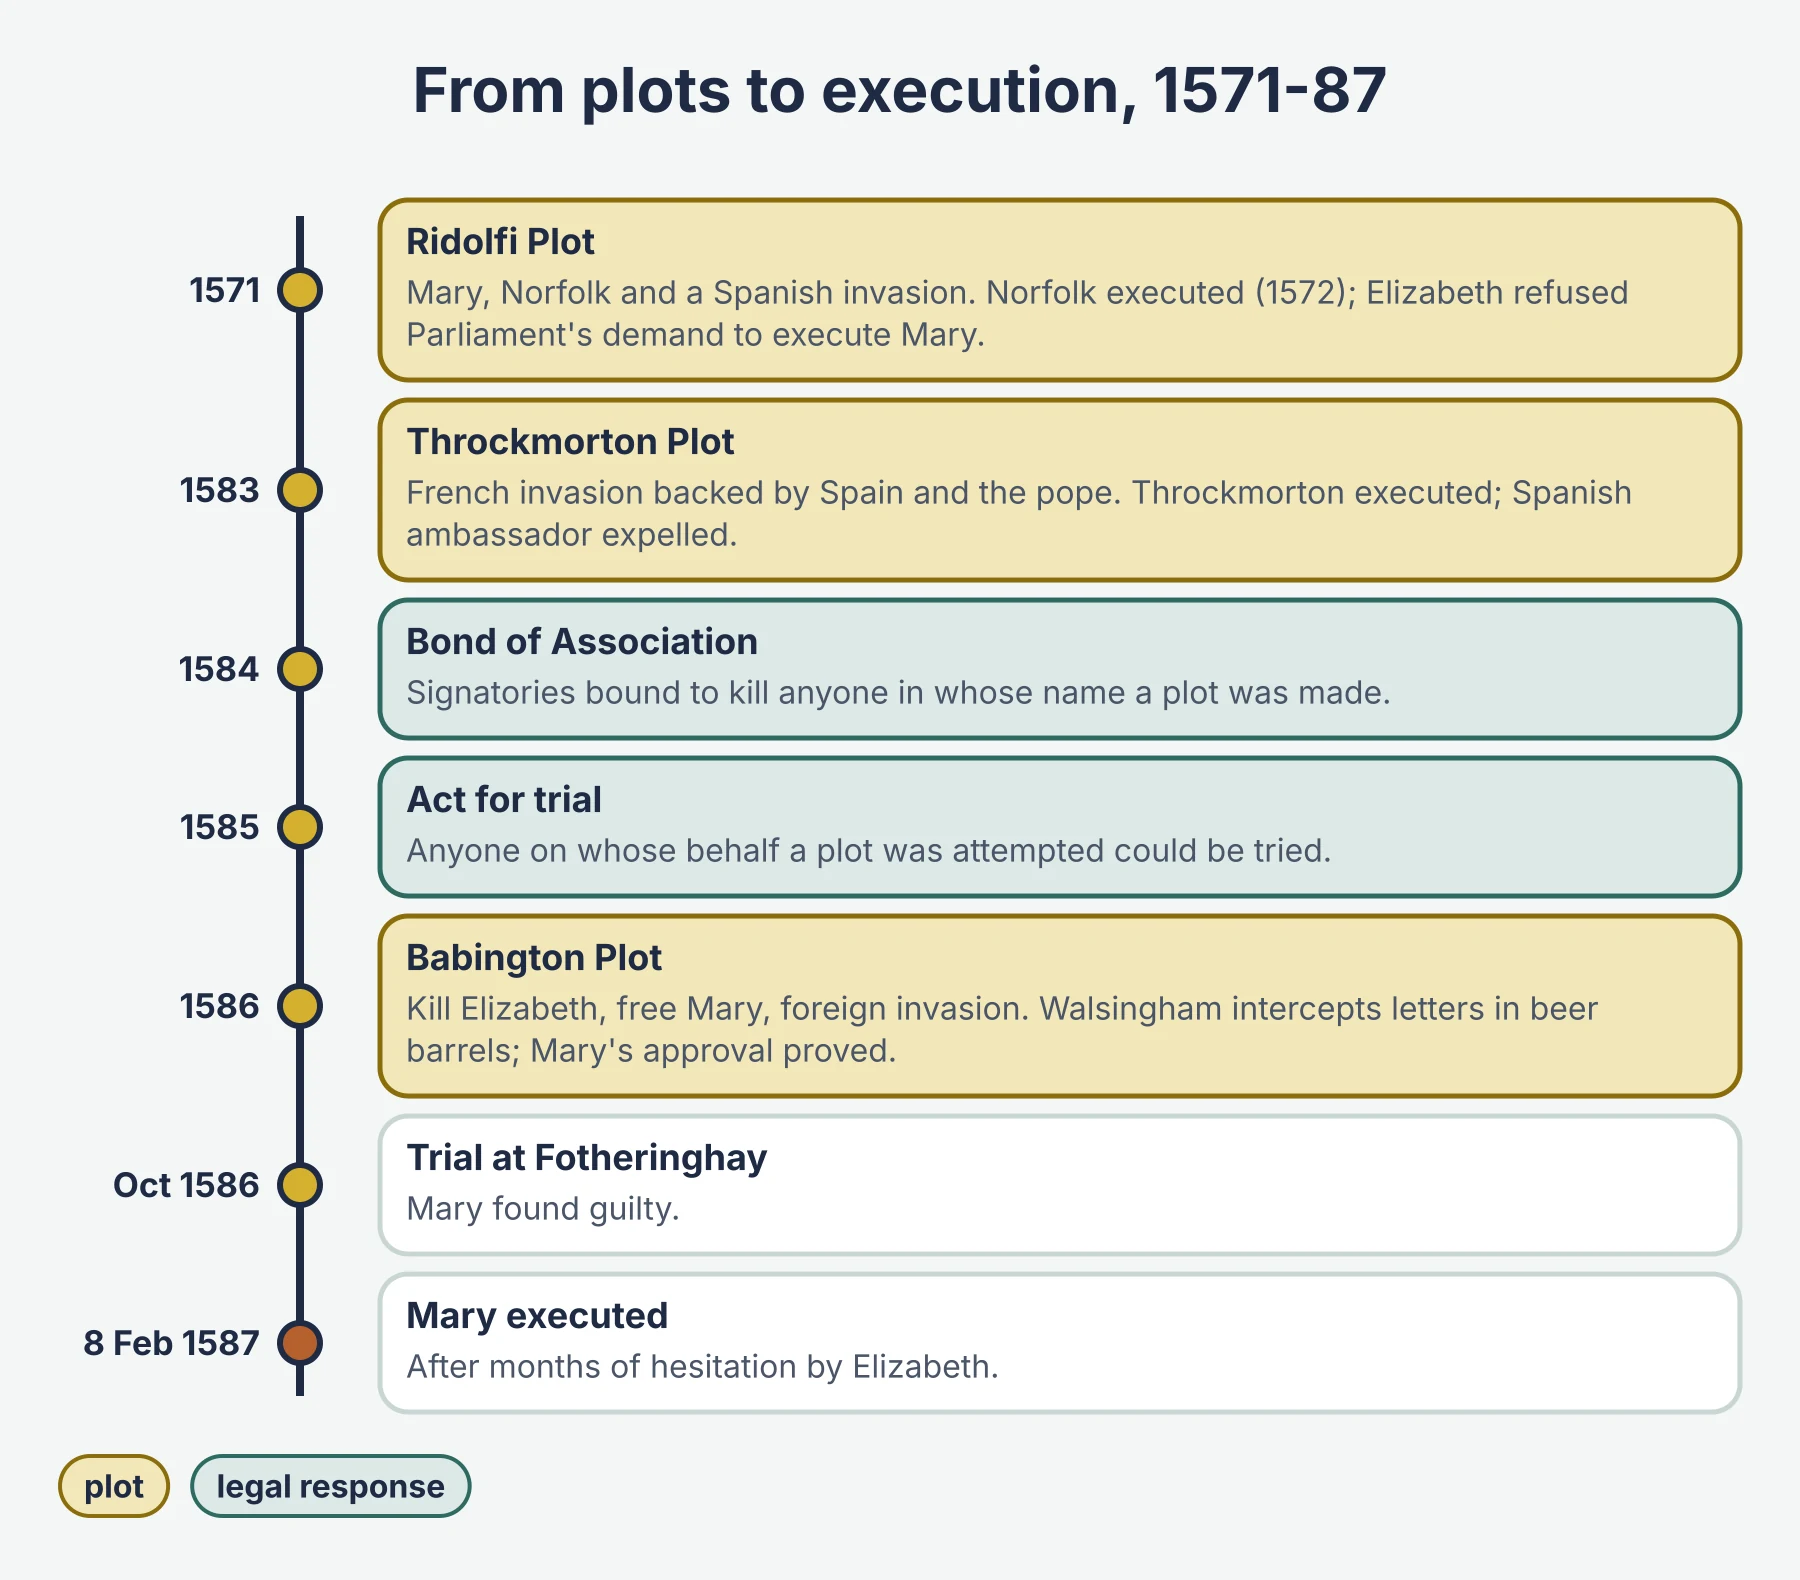 From plots to execution, 1571-87
1571
Ridolfi Plot
Mary, Norfolk and a Spanish invasion. Norfolk executed (1572); Elizabeth refused
Parliament's demand to execute Mary.
1583
Throckmorton Plot
French invasion backed by Spain and the pope. Throckmorton executed; Spanish
ambassador expelled.
1584
Bond of Association
Signatories bound to kill anyone in whose name a plot was made.
1585
Act for trial
Anyone on whose behalf a plot was attempted could be tried.
1586
Babington Plot
Kill Elizabeth, free Mary, foreign invasion. Walsingham intercepts letters in beer
barrels; Mary's approval proved.
Oct 1586
Trial at Fotheringhay
Mary found guilty.
8 Feb 1587
Mary executed
After months of hesitation by Elizabeth.
plot
legal response